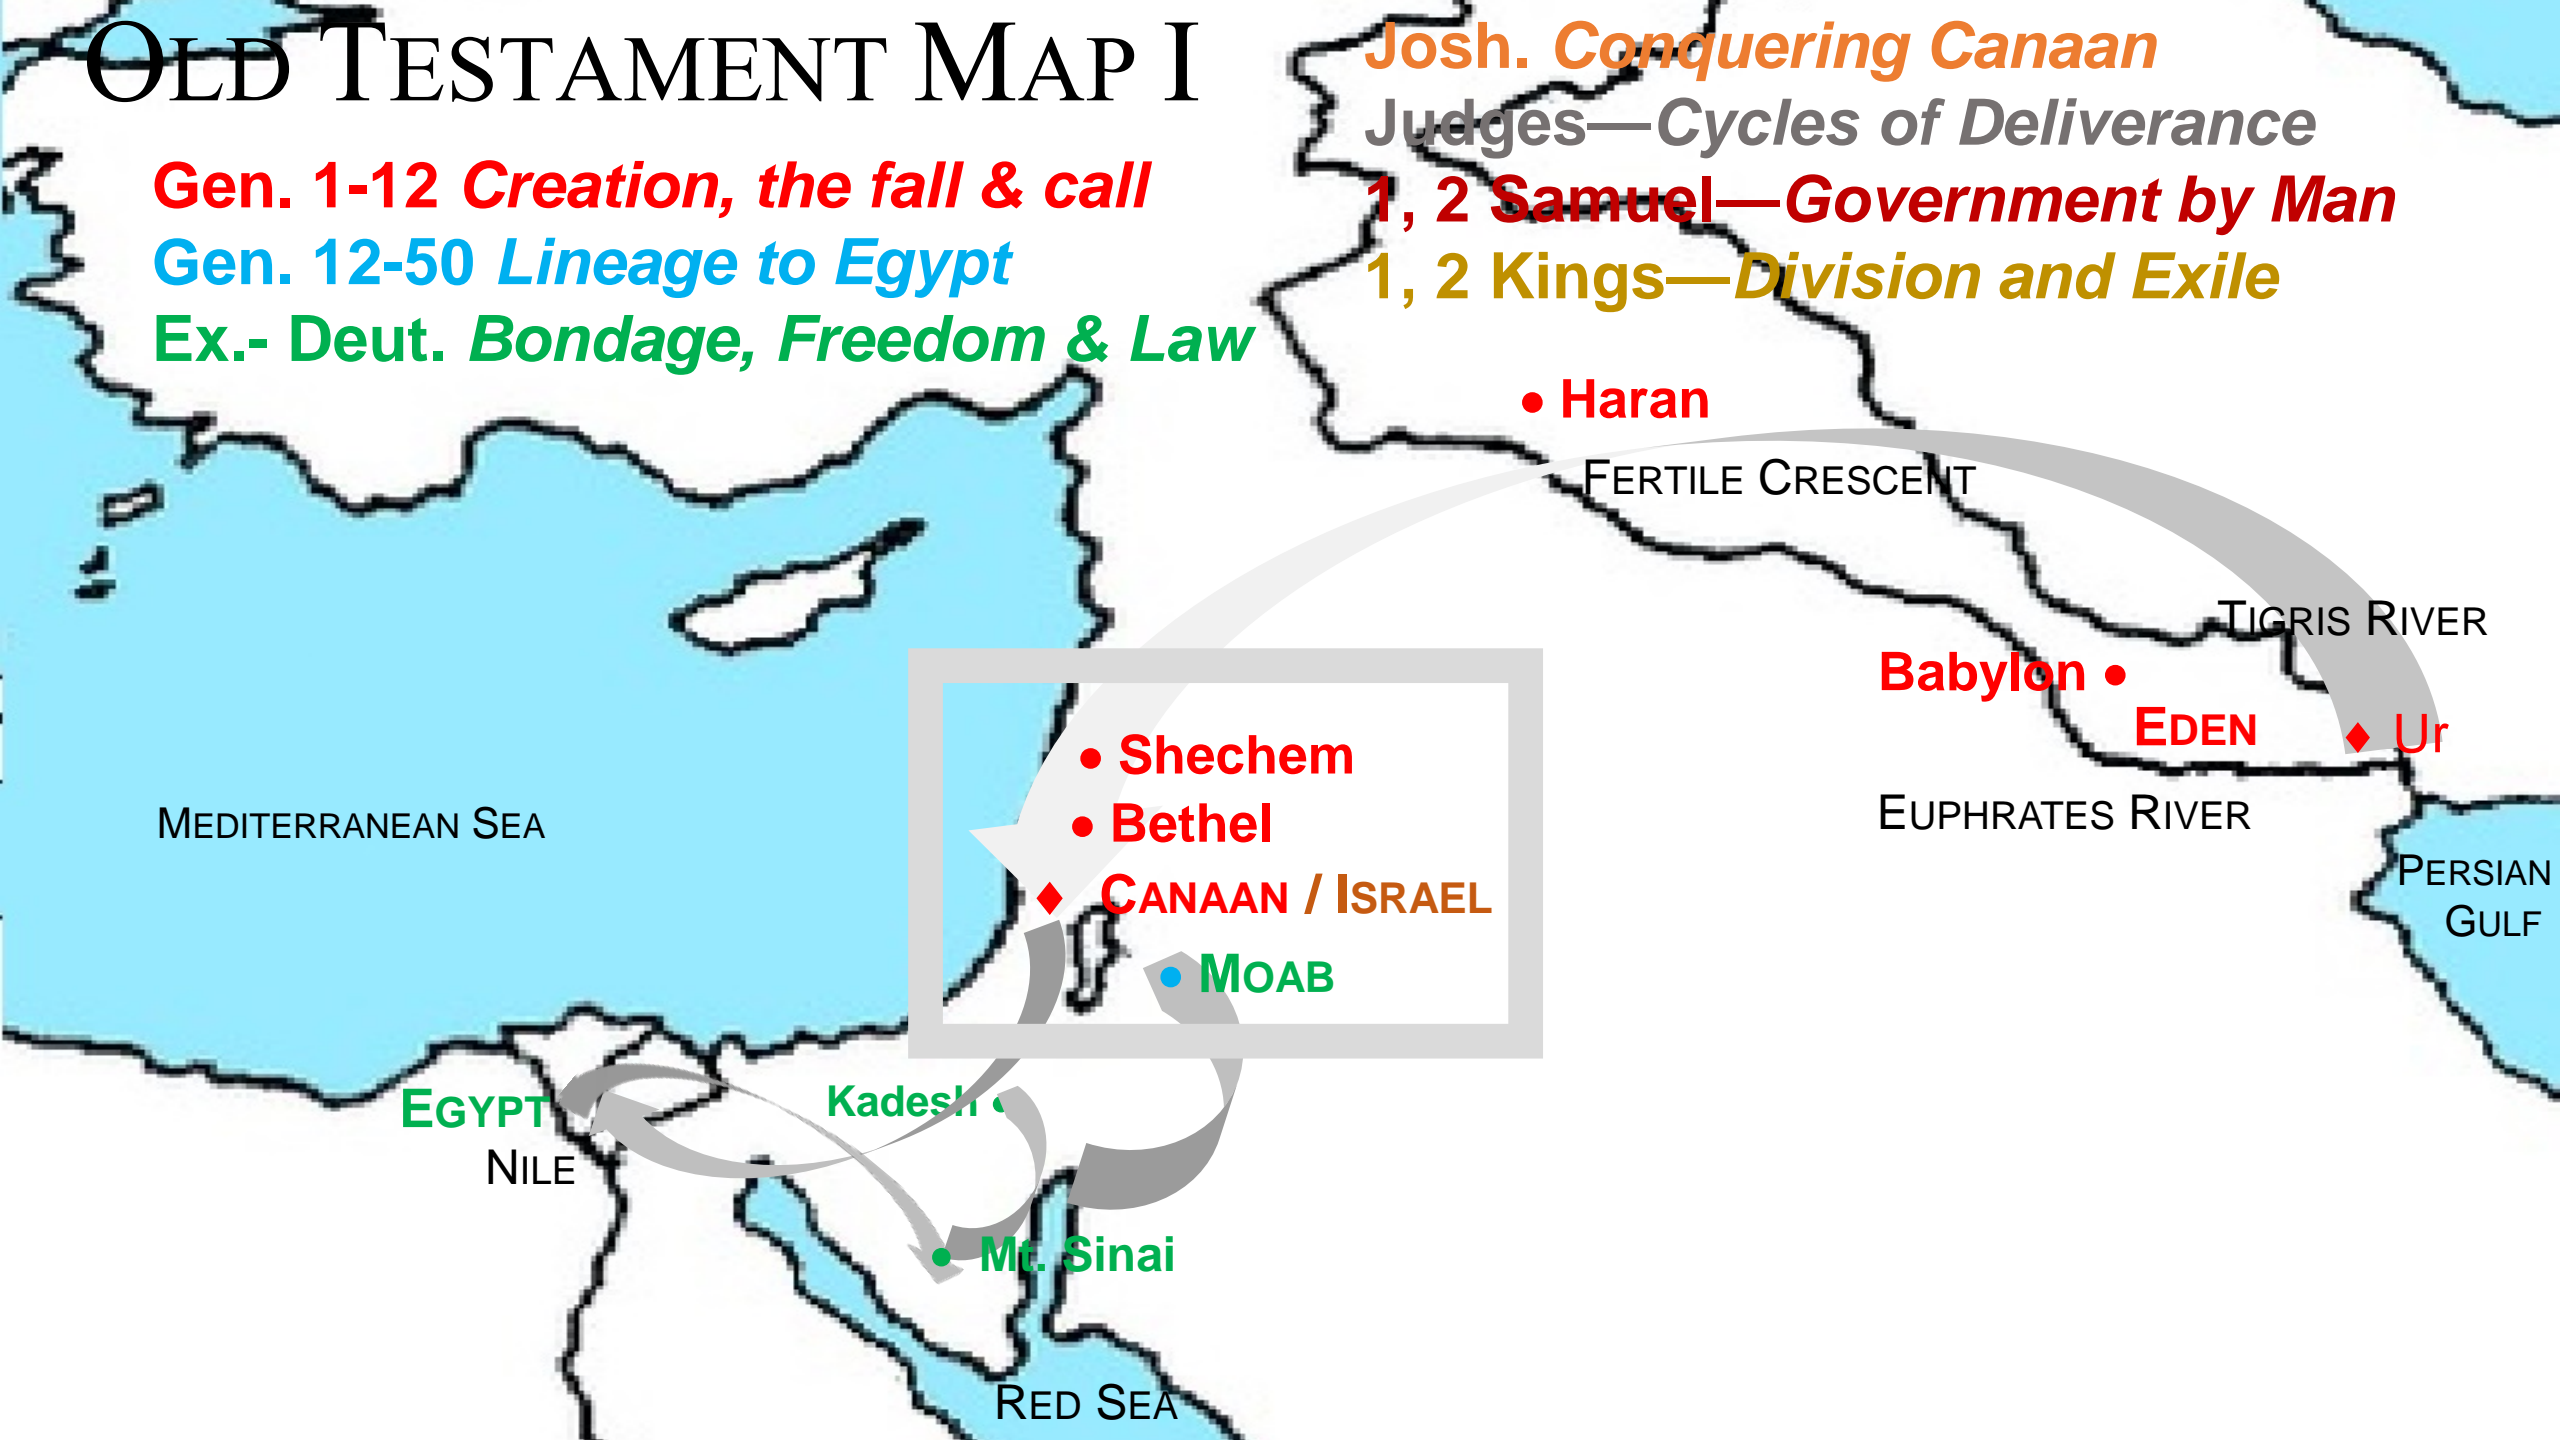 OLD TESTAMENT MAP I
Gen. 1-12 Creation, the fall & call
Gen. 12-50 Lineage to Egypt
Ex.- Deut. Bondage, Freedom & Law
Josh. Conquering Canaan
Judges—Cycles of Deliverance
1, 2 Samuel—Government by Man
1, 2 Kings—Division and Exile
• Haran
FERTILE CRESCENT
TIGRIS RIVER
Babylon •
EDEN
♦ Ur
EUPHRATES RIVER
PERSIAN
GULF
MEDITERRANEAN SEA
• Shechem
• Bethel
♦ CANAAN / ISRAEL
• MOAB
EGYPT
NILE
Kadesh •
• Mt. Sinai
RED SEA